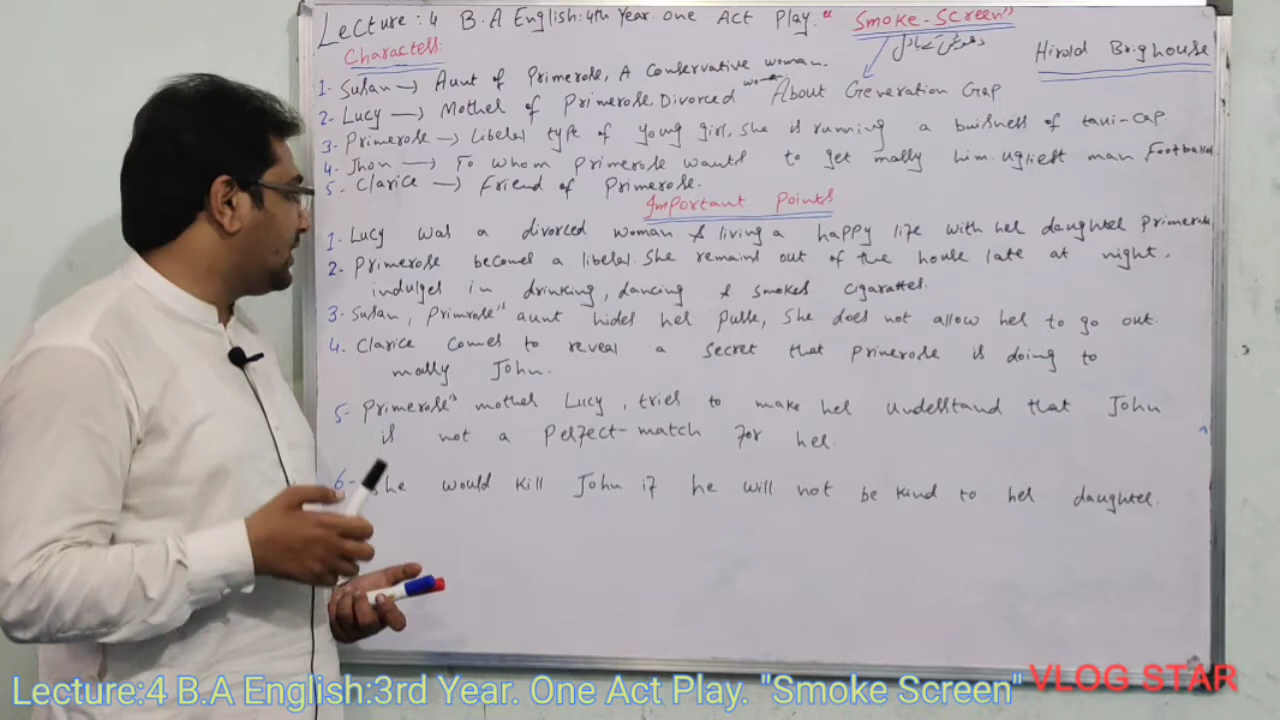 Lecture:4 B.A English:4th Year. One Act Play. "Smoke-Screen"
دھوئیں کے بادل
Hirold Brighouse
Charactess:
1- Susan → Aunt of Primerose, A Conservative woman.
2- Lucy → Mother of Primerose. Divorced woman
About Generation Gap
3- Primerose → Liberal type of young girl. She is running a buisness of taxi-cap.
4- Jhon → To whom primerose wants to get marry him. ugliest man Footballer
5- Clarice → Friend of Primerose.
Important Points
1- Lucy was a divorced woman & living a happy life with her daughter Primerose
2- Primerose becomes a liberal. She remains out of the house late at night.
indulges in drinking, dancing & smokes cigarattes.
3- Susan, Primrose's aunt hides her purse, She does not allow her to go out.
4. Clarice comes to reveal a secret that primerose is going to
marry John.
5- Primerose's mother Lucy, tries to make her understand that John
is not a perfect-match for her.
6- She would kill John if he will not be kind to her daughter.
Lecture:4 B.A English:3rd Year. One Act Play. "Smoke Screen"
VLOG STAR